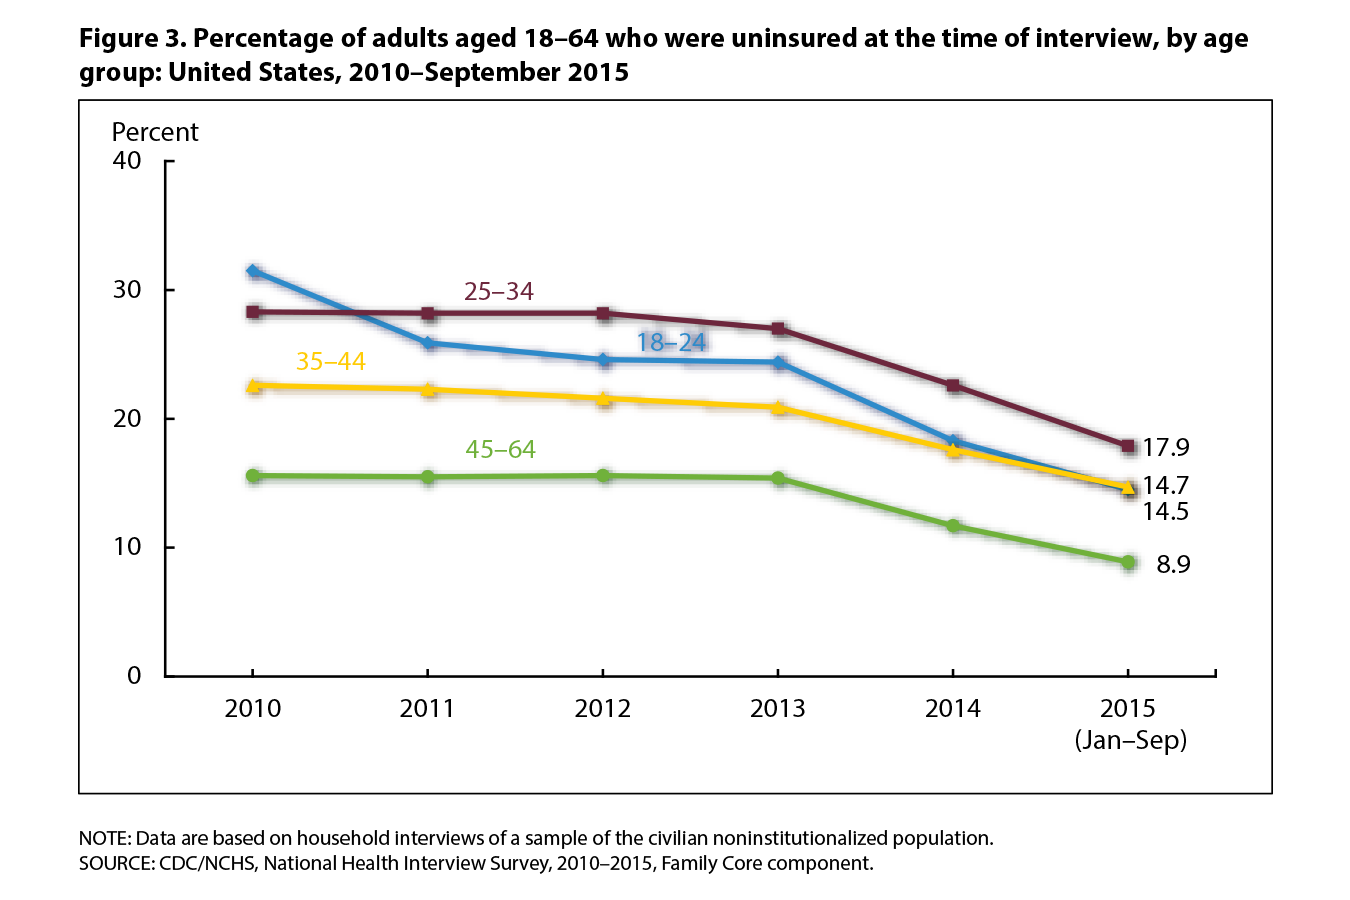 Figure 3. Percentage of adults aged 18–64 who were uninsured at the time of interview, by age
group: United States, 2010–September 2015
Percent
40
30
20
10
0
25–34
18–24
35–44
45–64
17.9
14.7
14.5
8.9
2010 2011 2012 2013 2014 2015
(Jan–Sep)
NOTE: Data are based on household interviews of a sample of the civilian noninstitutionalized population.
SOURCE: CDC/NCHS, National Health Interview Survey, 2010–2015, Family Core component.